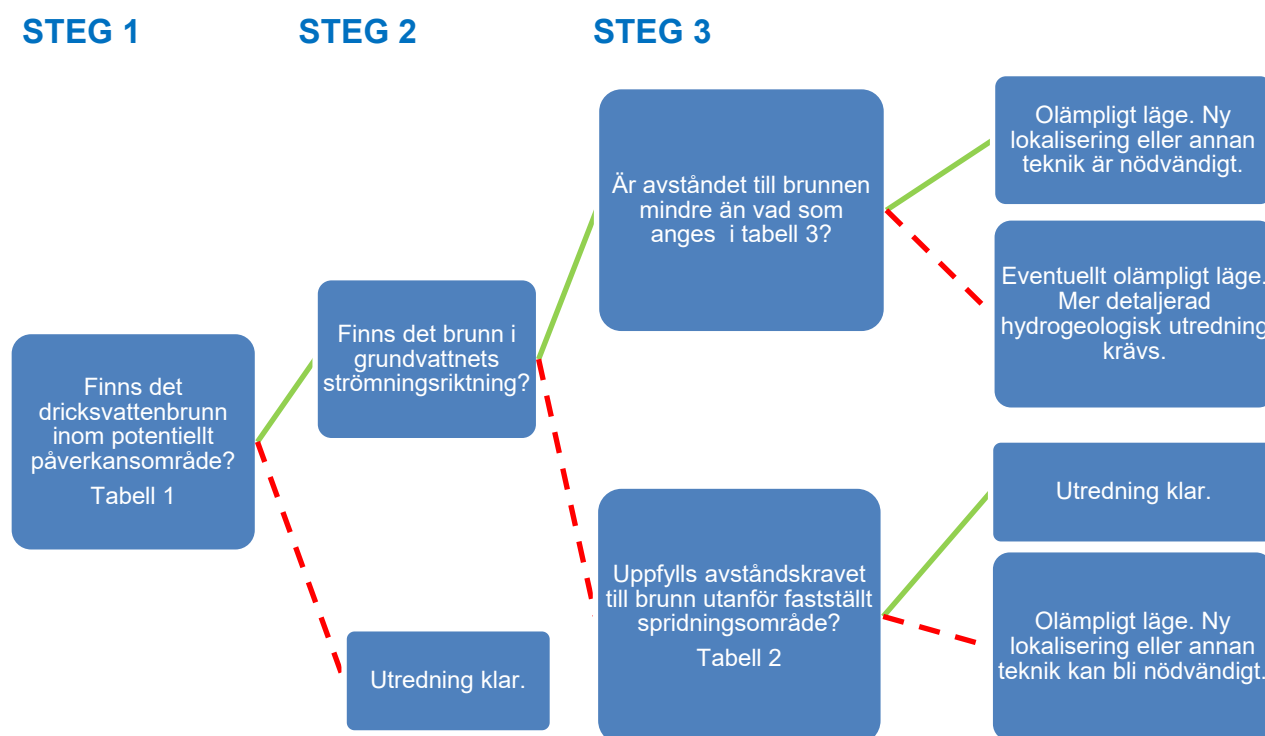 STEG 1
STEG 2
STEG 3
Finns det
dricksvattenbrunn
inom potentiellt
påverkansområde?
Tabell 1
Finns det brunn i
grundvattnets
strömningsriktning?
Utredning klar.
Är avståndet till brunnen
mindre än vad som
anges i tabell 3?
Uppfylls avståndskravet
till brunn utanför fastställt
spridningsområde?
Tabell 2
Olämpligt läge. Ny
lokalisering eller annan
teknik är nödvändigt.
Eventuellt olämpligt läge.
Mer detaljerad
hydrogeologisk utredning
krävs.
Utredning klar.
Olämpligt läge. Ny
lokalisering eller annan
teknik kan bli nödvändigt.